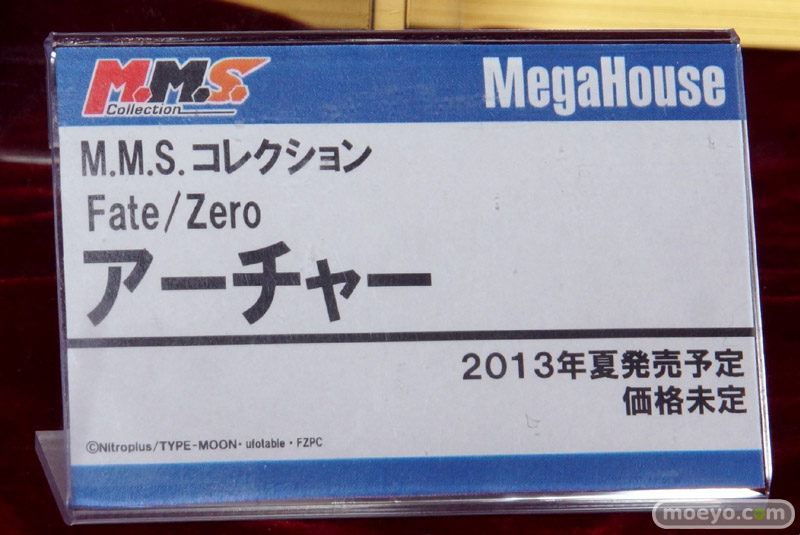 M.M.S.
Collection
MegaHouse
M.M.S.コレクション
Fate/Zero
アーチャー
2013年夏発売予定
価格未定
©Nitroplus/TYPE-MOON・ufotable・FZPC
moeyo.com